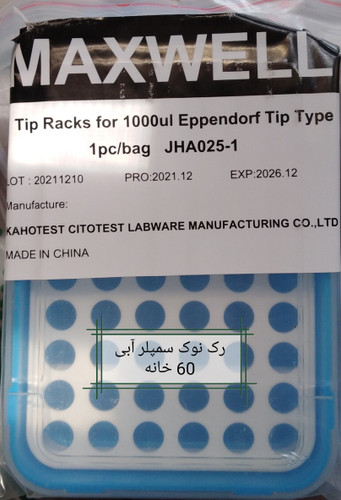 MAXWELL
Tip Racks for 1000ul Eppendorf Tip Type
1pc/bag JHA025-1
LOT : 20211210 PRO:2021.12 EXP:2026.12
Manufacture:
KAHOTEST CITOTEST LABWARE MANUFACTURING CO.,LTD
MADE IN CHINA
رک نوک سمپلر آبی
60 خانه